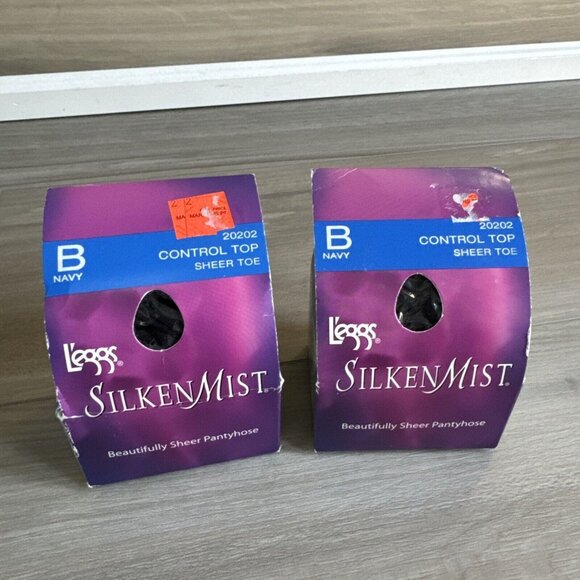 B
NAVY
20202
CONTROL TOP
SHEER TOE
L'eggs®
SILKENMIST®
Beautifully Sheer Pantyhose
B
NAVY
20202
CONTROL TOP
SHEER TOE
L'eggs®
SILKENMIST®
Beautifully Sheer Pantyhose